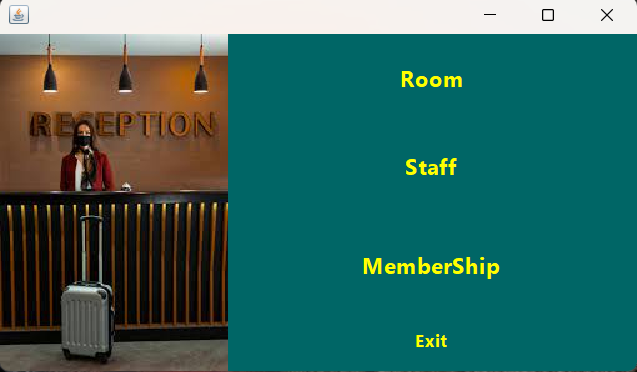 RECEPTION
Room
Staff
MemberShip
Exit